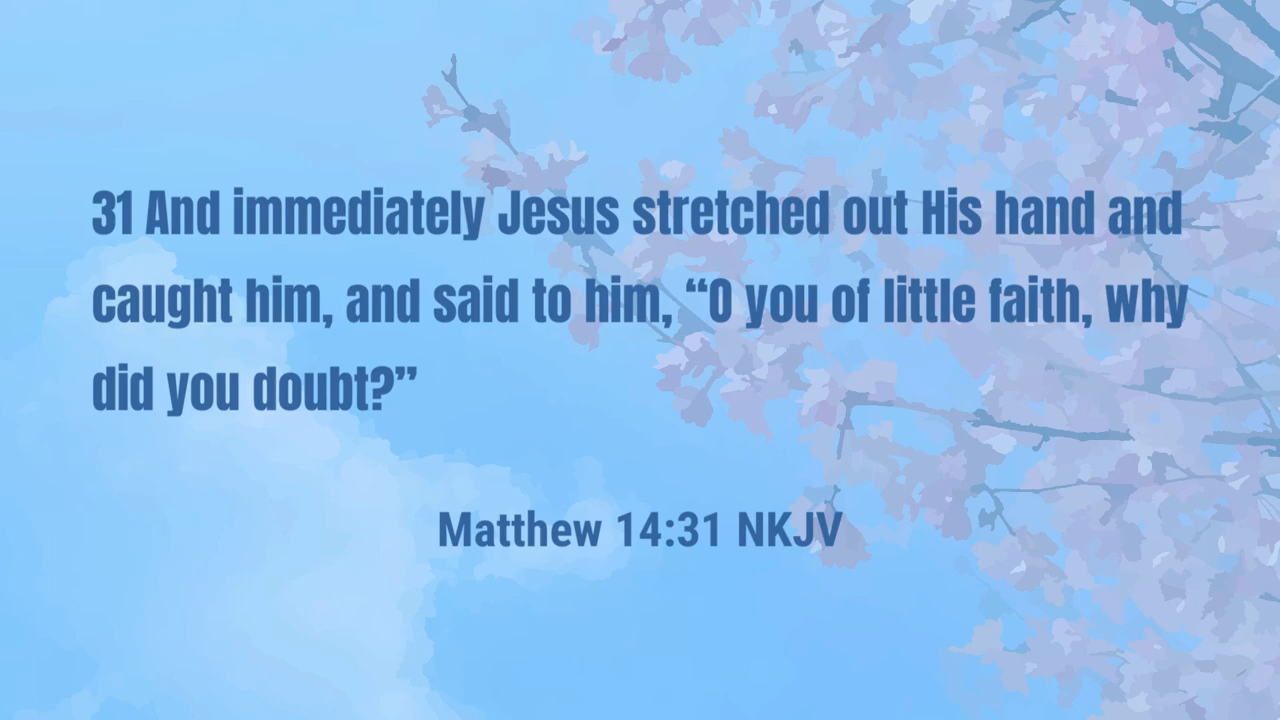 31 And immediately Jesus stretched out His hand and
caught him, and said to him, “O you of little faith, why
did you doubt?”
Matthew 14:31 NKJV